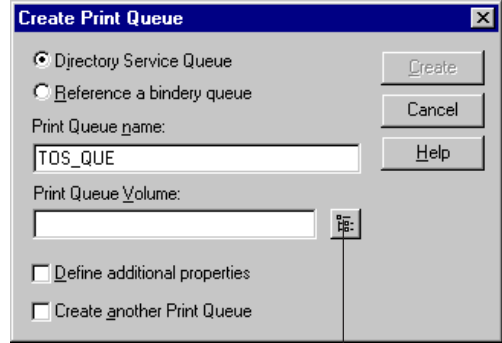 Create Print Queue
Directory Service Queue
Create
Reference a bindery queue
Cancel
Print Queue name:
TOS_QUE
Help
Print Queue Volume:
Define additional properties
Create another Print Queue